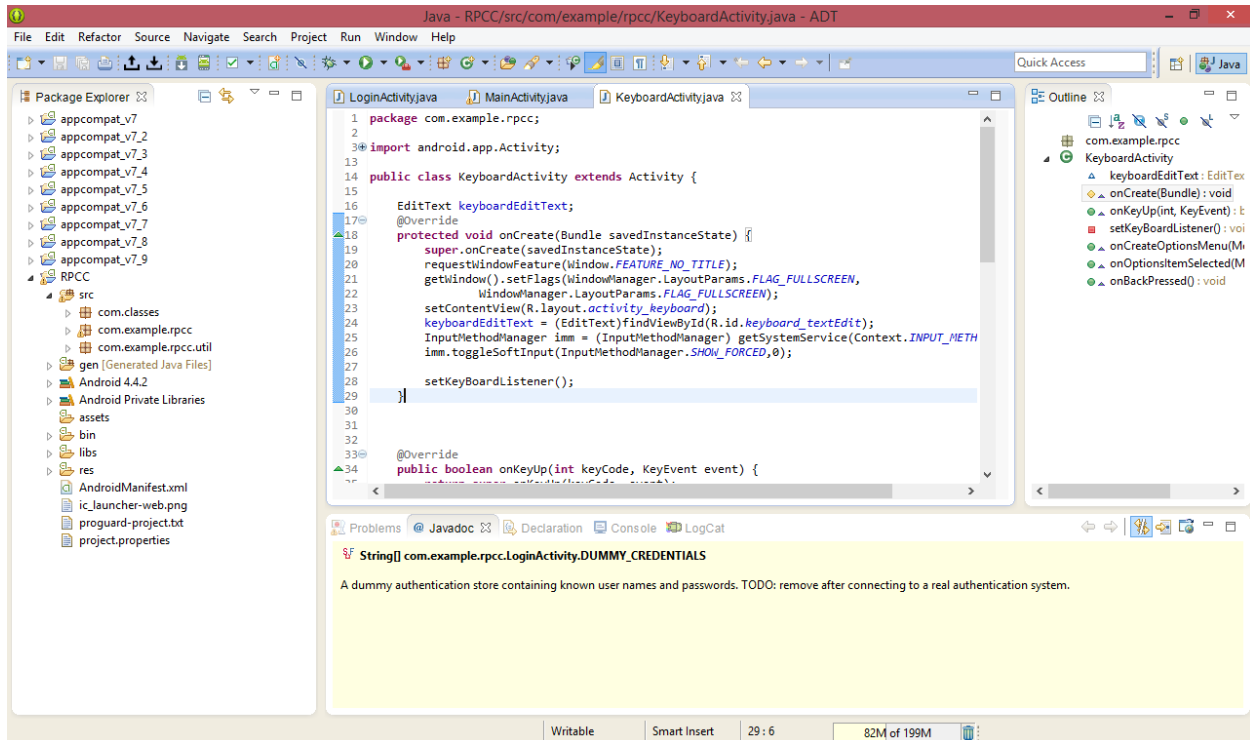 Java - RPCC/src/com/example/rpcc/KeyboardActivity.java - ADT
File Edit Refactor Source Navigate Search Project Run Window Help
Quick Access
Java
Package Explorer
appcompat_v7
appcompat_v7_2
appcompat_v7_3
appcompat_v7_4
appcompat_v7_5
appcompat_v7_6
appcompat_v7_7
appcompat_v7_8
appcompat_v7_9
RPCC
src
com.classes
com.example.rpcc
com.example.rpcc.util
gen [Generated Java Files]
Android 4.4.2
Android Private Libraries
assets
bin
libs
res
AndroidManifest.xml
ic_launcher-web.png
proguard-project.txt
project.properties
LoginActivity.java MainActivity.java KeyboardActivity.java
1 package com.example.rpcc;
2
3 import android.app.Activity;
13
14 public class KeyboardActivity extends Activity {
15
16 EditText keyboardEditText;
17 @Override
18 protected void onCreate(Bundle savedInstanceState) {
19 super.onCreate(savedInstanceState);
20 requestWindowFeature(Window.FEATURE_NO_TITLE);
21 getWindow().setFlags(WindowManager.LayoutParams.FLAG_FULLSCREEN,
22 WindowManager.LayoutParams.FLAG_FULLSCREEN);
23 setContentView(R.layout.activity_keyboard);
24 keyboardEditText = (EditText)findViewById(R.id.keyboard_textEdit);
25 InputMethodManager imm = (InputMethodManager) getSystemService(Context.INPUT_METH
26 imm.toggleSoftInput(InputMethodManager.SHOW_FORCED,0);
27
28 setKeyBoardListener();
29 }
30
31
32
33 @Override
34 public boolean onKeyUp(int keyCode, KeyEvent event) {
Outline
com.example.rpcc
KeyboardActivity
keyboardEditText : EditTex
onCreate(Bundle) : void
onKeyUp(int, KeyEvent) : b
setKeyBoardListener() : voi
onCreateOptionsMenu(M
onOptionsItemSelected(M
onBackPressed() : void
Problems @ Javadoc Declaration Console LogCat
String[] com.example.rpcc.LoginActivity.DUMMY_CREDENTIALS
A dummy authentication store containing known user names and passwords. TODO: remove after connecting to a real authentication system.
Writable Smart Insert 29 : 6 82M of 199M